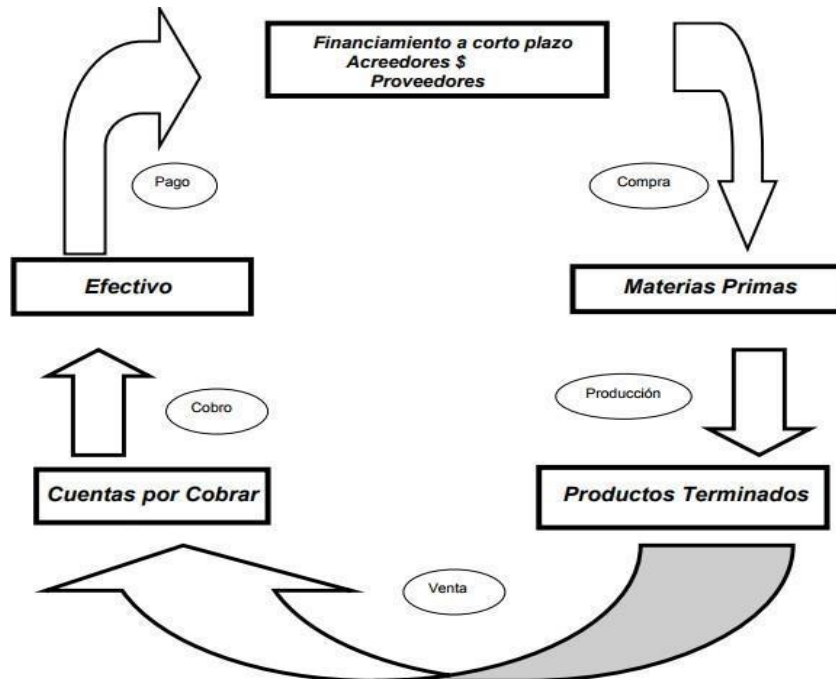 Financiamiento a corto plazo
Acreedores $
Proveedores
Pago
Compra
Efectivo
Materias Primas
Cobro
Producción
Cuentas por Cobrar
Productos Terminados
Venta